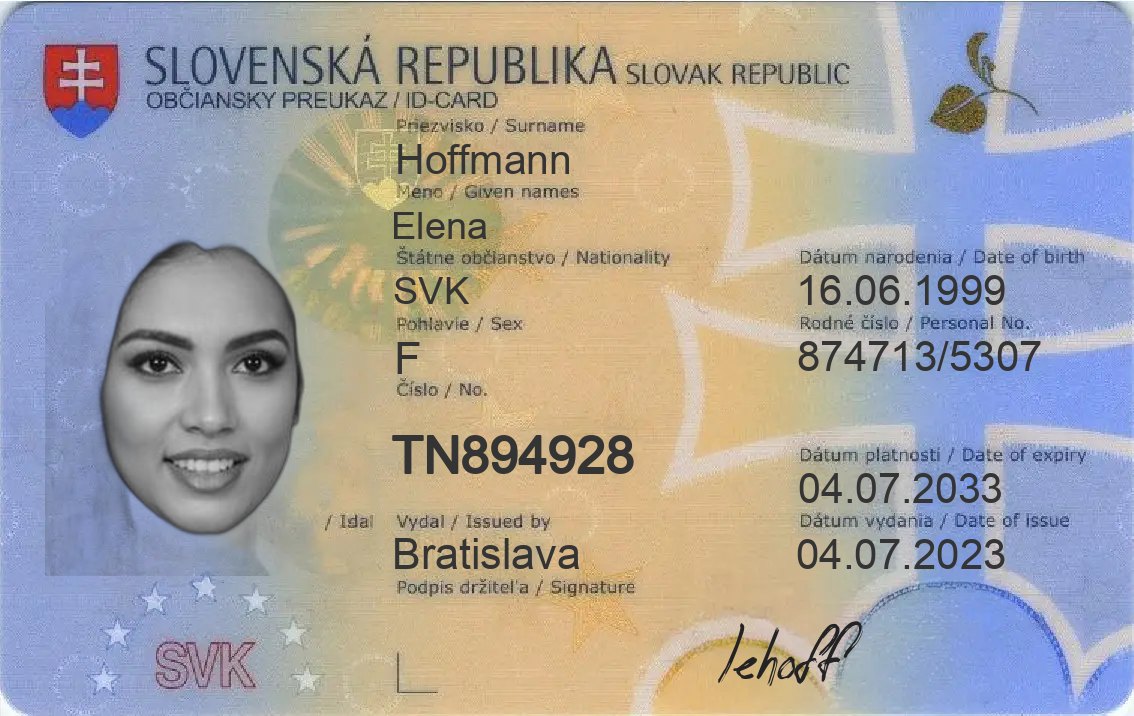 SLOVENSKÁ REPUBLIKA SLOVAK REPUBLIC
OBČIANSKY PREUKAZ / ID-CARD
Priezvisko / Surname
Hoffmann
Meno / Given names
Elena
Štátne občianstvo / Nationality
SVK
Dátum narodenia / Date of birth
16.06.1999
Pohlavie / Sex
F
Rodné číslo / Personal No.
874713/5307
Číslo / No.
TN894928
Dátum platnosti / Date of expiry
04.07.2033
/ Idal
Vydal / Issued by
Bratislava
Dátum vydania / Date of issue
04.07.2023
Podpis držiteľa / Signature
lehoff
SVK